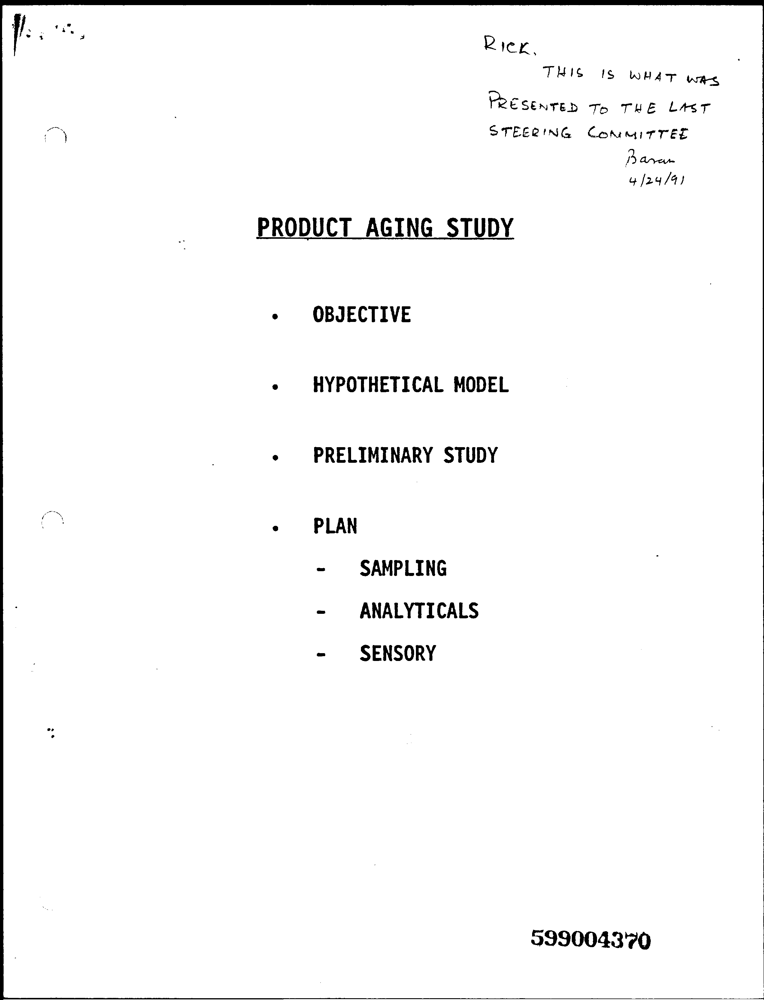 RICK,
THIS IS WHAT WAS
PRESENTED TO THE LAST
STEERING COMMITTEE
4/24/91
PRODUCT AGING STUDY
• OBJECTIVE
• HYPOTHETICAL MODEL
• PRELIMINARY STUDY
• PLAN
- SAMPLING
- ANALYTICALS
- SENSORY
599004370